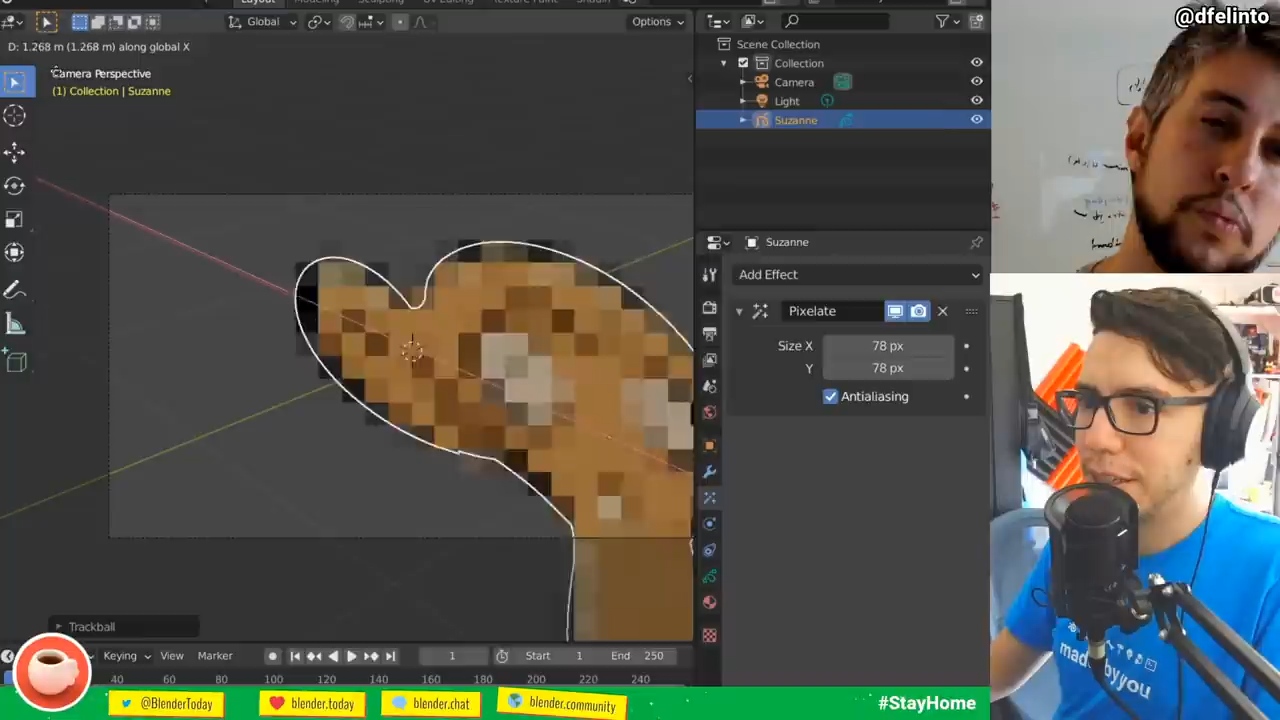 @dfelinto
Global
Options
D: 1.268 m (1.268 m) along global X
Camera Perspective
(1) Collection | Suzanne
Scene Collection
Collection
Camera
Light
Suzanne
Suzanne
Add Effect
Pixelate
Size X 78 px
Y 78 px
Antialiasing
Trackball
Keying View Marker 1 Start 1 End 250
40 60 80 100 120 140 160 180 200 220 240
@BlenderToday
blender.today
blender.chat
blender.community
#StayHome
made by you